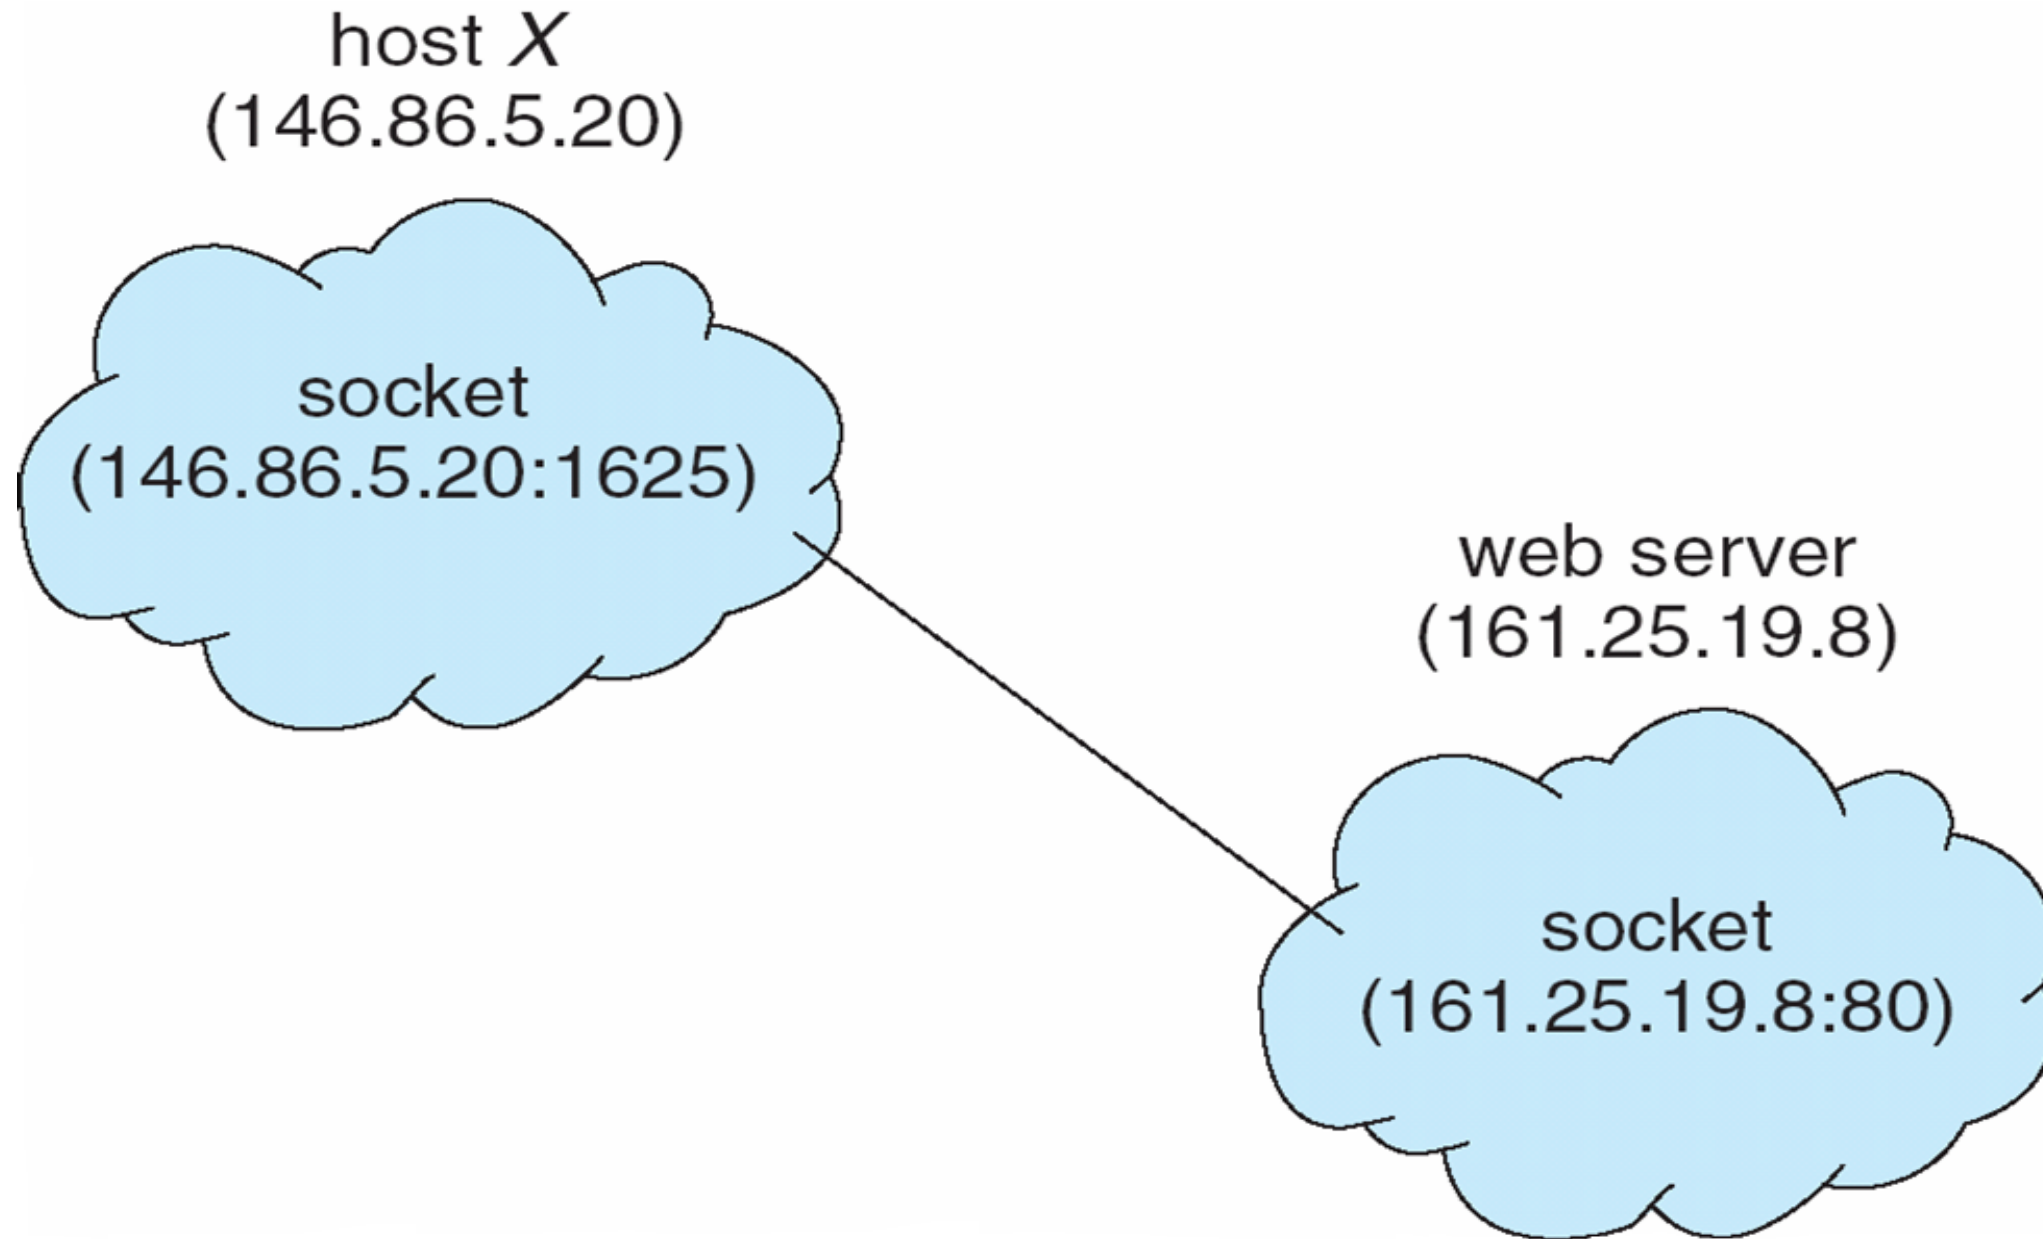 host X
(146.86.5.20)
socket
(146.86.5.20:1625)
web server
(161.25.19.8)
socket
(161.25.19.8:80)